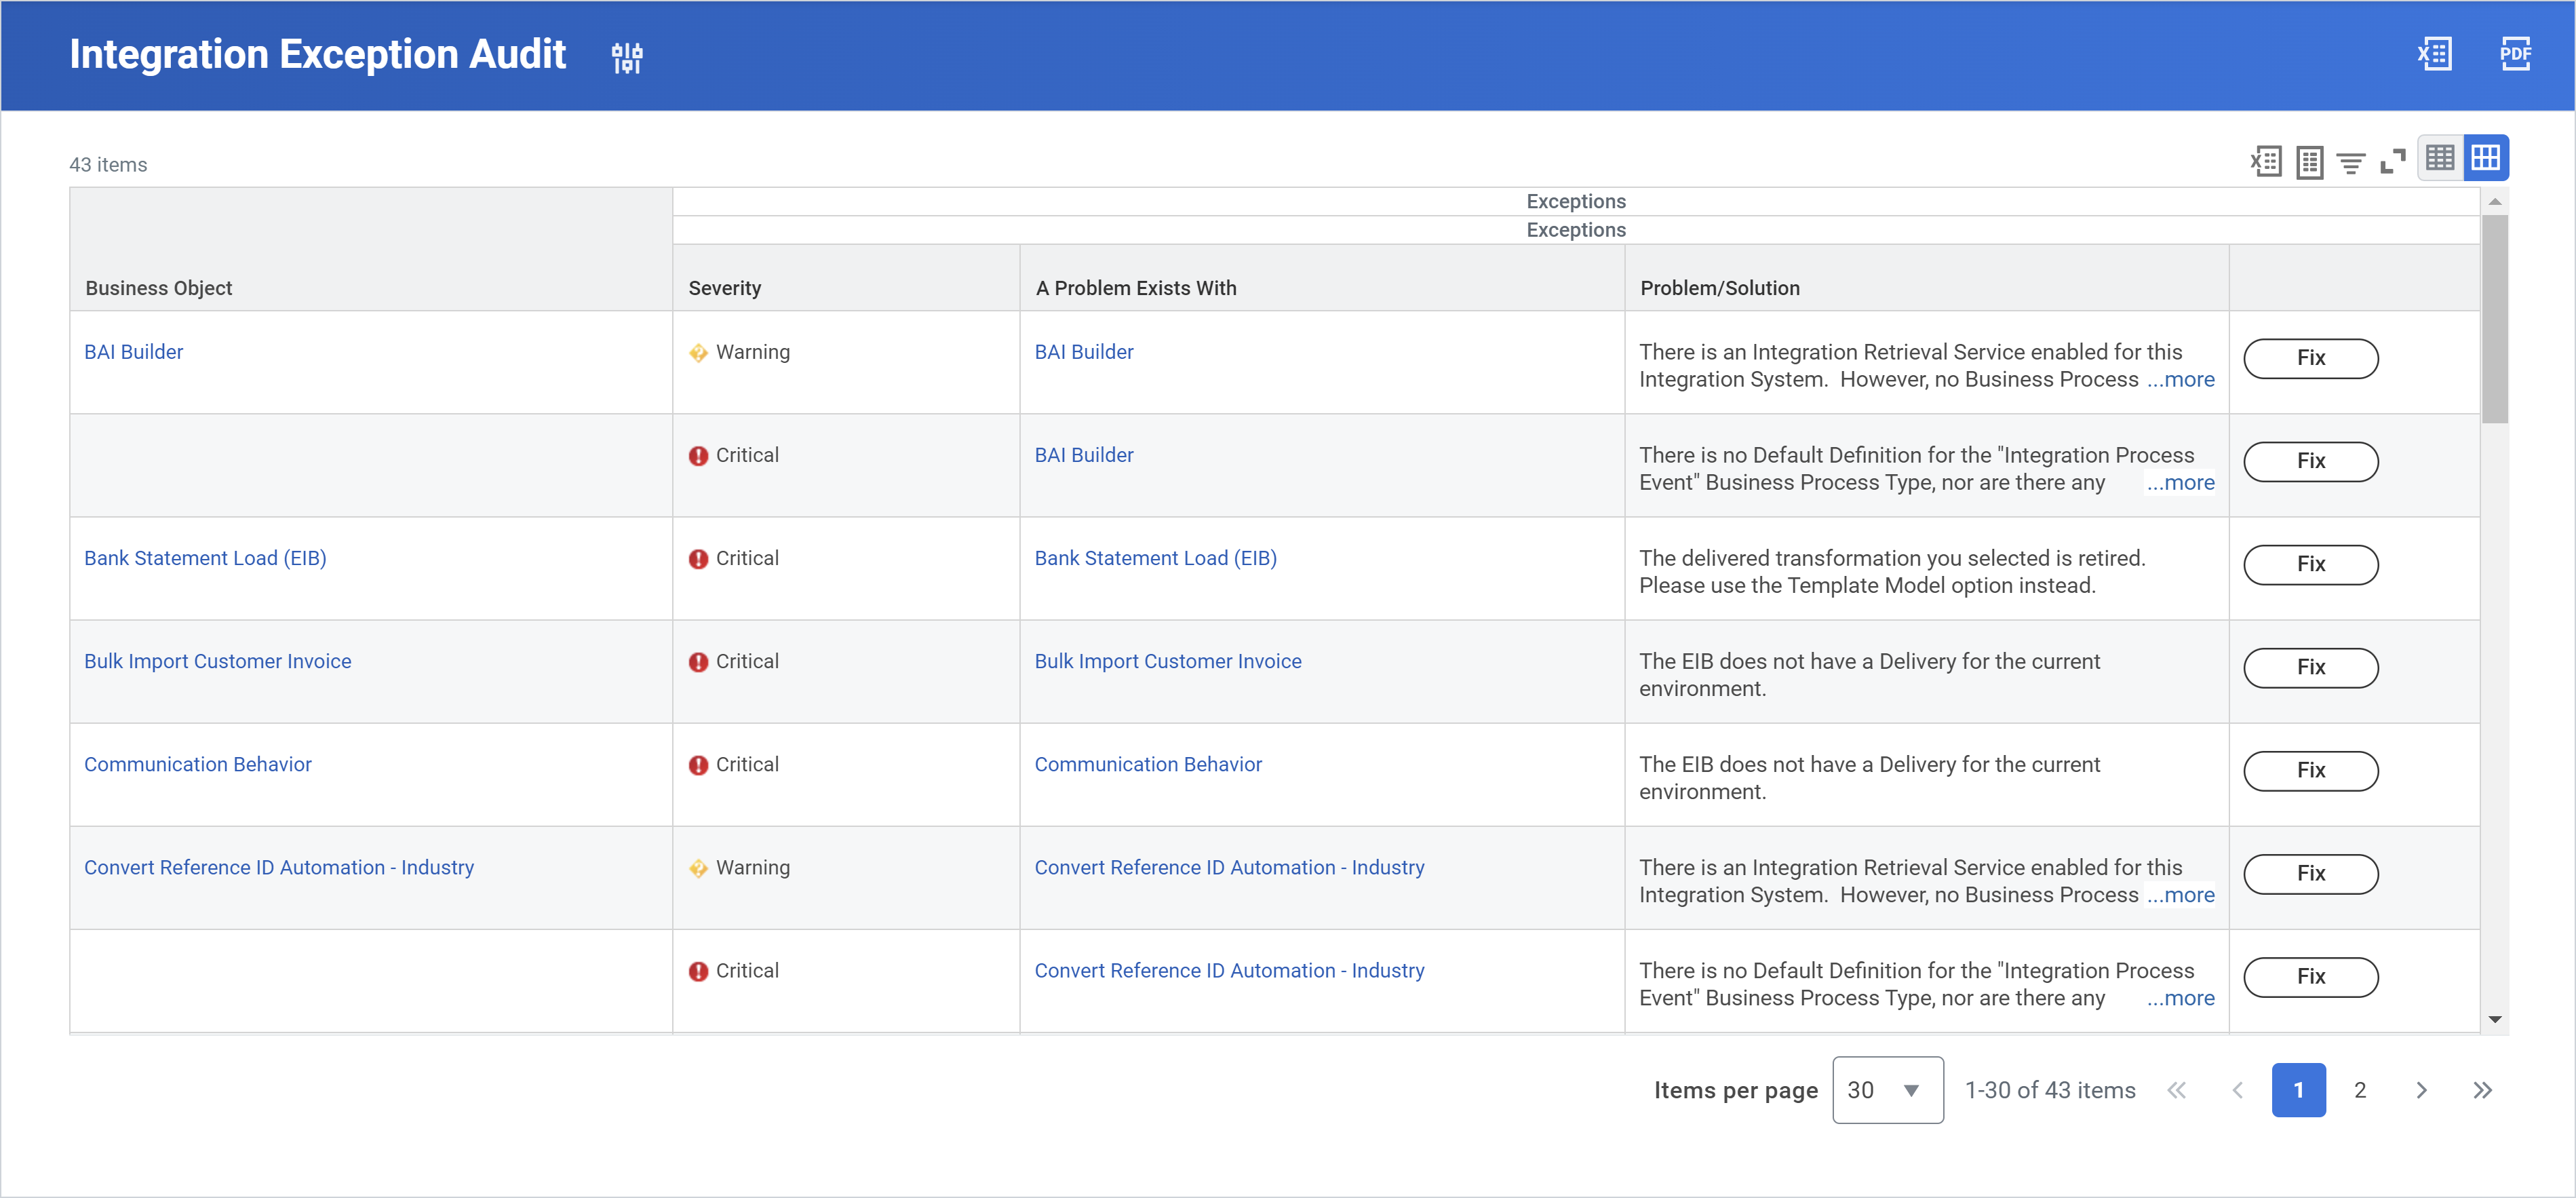 Integration Exception Audit
PDF
43 items
Exceptions
Exceptions
Business Object Severity A Problem Exists With Problem/Solution
BAI Builder Warning BAI Builder There is an Integration Retrieval Service enabled for this
Integration System.  However, no Business Process ...more
Fix
Critical BAI Builder There is no Default Definition for the "Integration Process
Event" Business Process Type, nor are there any ...more
Fix
Bank Statement Load (EIB) Critical Bank Statement Load (EIB) The delivered transformation you selected is retired.
Please use the Template Model option instead.
Fix
Bulk Import Customer Invoice Critical Bulk Import Customer Invoice The EIB does not have a Delivery for the current
environment.
Fix
Communication Behavior Critical Communication Behavior The EIB does not have a Delivery for the current
environment.
Fix
Convert Reference ID Automation - Industry Warning Convert Reference ID Automation - Industry There is an Integration Retrieval Service enabled for this
Integration System.  However, no Business Process ...more
Fix
Critical Convert Reference ID Automation - Industry There is no Default Definition for the "Integration Process
Event" Business Process Type, nor are there any ...more
Fix
Items per page 30 1-30 of 43 items 1 2